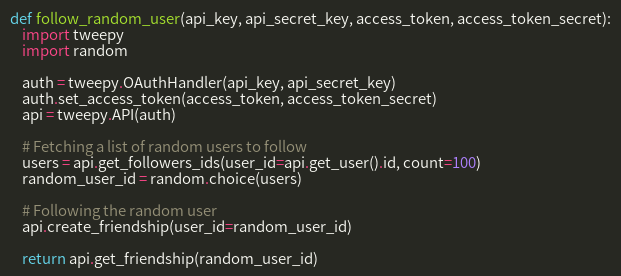 def follow_random_user(api_key, api_secret_key, access_token, access_token_secret):
import tweepy
import random
auth = tweepy.OAuthHandler(api_key, api_secret_key)
auth.set_access_token(access_token, access_token_secret)
api = tweepy.API(auth)
# Fetching a list of random users to follow
users = api.get_followers_ids(user_id=api.get_user().id, count=100)
random_user_id = random.choice(users)
# Following the random user
api.create_friendship(user_id=random_user_id)
return api.get_friendship(random_user_id)